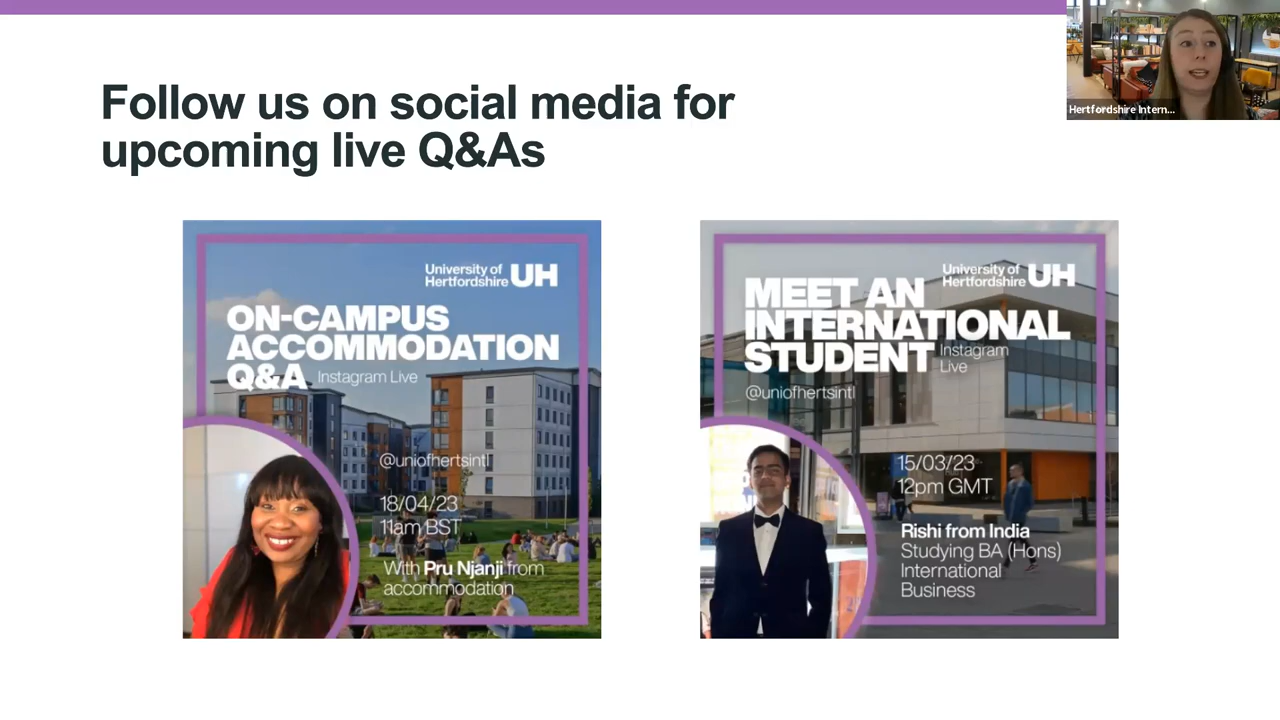 Follow us on social media for
upcoming live Q&As
Hertfordshire Intern...
University of
Hertfordshire UH
ON-CAMPUS
ACCOMMODATION
Q&A Instagram Live
@uniofhertsintl
18/04/23
11am BST
With Pru Njanji from
accommodation
University of
Hertfordshire UH
MEET AN
INTERNATIONAL
STUDENT Instagram
Live
@uniofhertsintl
15/03/23
12pm GMT
Rishi from India
Studying BA (Hons)
International
Business